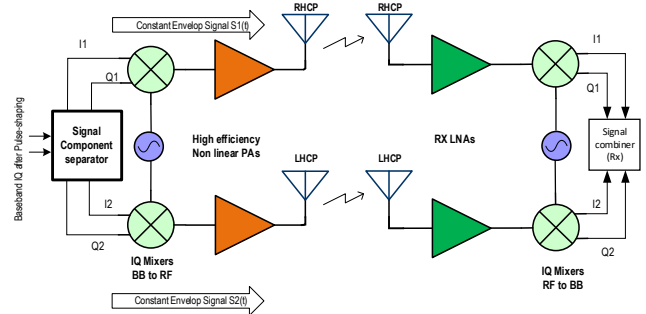 Constant Envelop Signal S1(t)
RHCP
RHCP
I1
Q1
I1
Q1
Baseband IQ after Pulse-shaping
Signal
Component
separator
High efficiency
Non linear PAs
RX LNAs
Signal
combiner
(Rx)
LHCP
LHCP
I2
Q2
I2
Q2
IQ Mixers
BB to RF
IQ Mixers
RF to BB
Constant Envelop Signal S2(t)